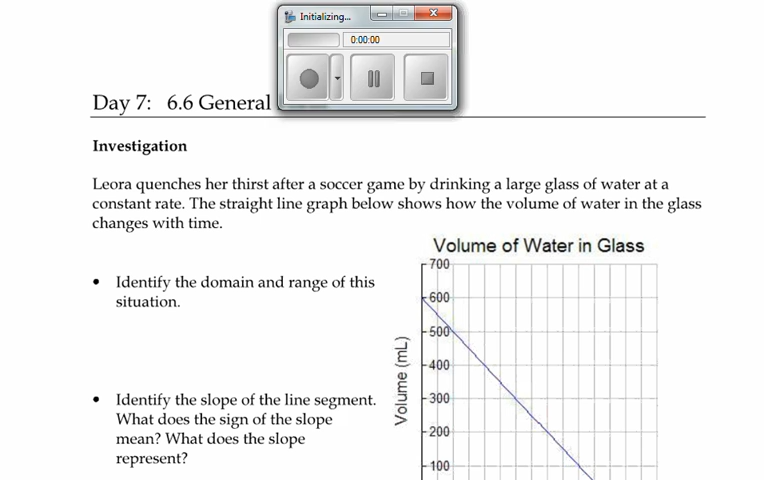 Initializing...
0:00:00
Day 7: 6.6 General
Investigation
Leora quenches her thirst after a soccer game by drinking a large glass of water at a
constant rate. The straight line graph below shows how the volume of water in the glass
changes with time.
• Identify the domain and range of this
situation.
• Identify the slope of the line segment.
What does the sign of the slope
mean? What does the slope
represent?
Volume of Water in Glass
Volume (mL)
700
600
500
400
300
200
100